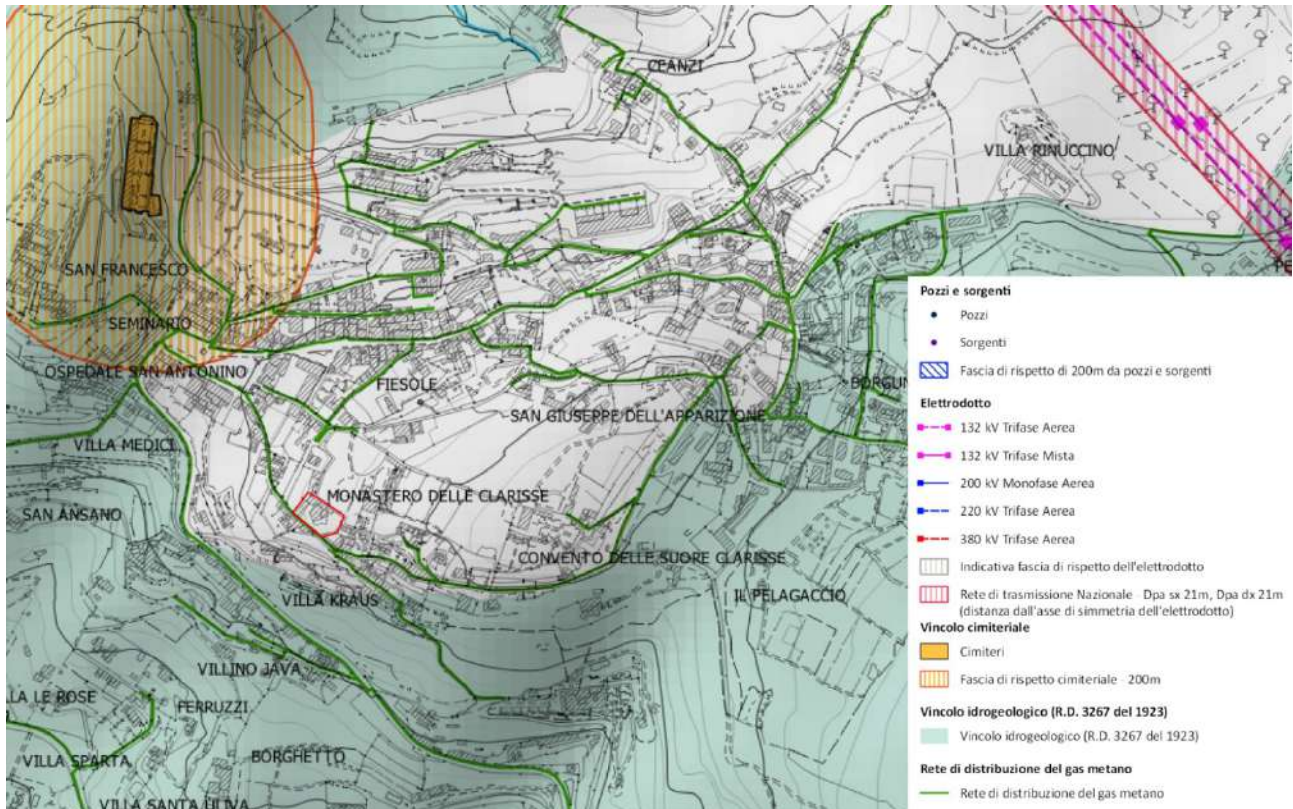 CEANZI
VILLA RINUCCINO
SAN FRANCESCO
SEMINARIO
OSPEDALE SAN ANTONINO
FIESOLE
SAN GIUSEPPE DELL'APPARIZIONE
VILLA MEDICI
SAN ANSANO
MONASTERO DELLE CLARISSE
CONVENTO DELLE SUORE CLARISSE
VILLA KRAUS
IL PELAGACCIO
VILLINO JAVA
LLA LE ROSE
FERRUZZI
VILLA SPARTA
BORGHETTO
VILLA SANTA ULIVA
Pozzi e sorgenti
Pozzi
Sorgenti
Fascia di rispetto di 200m da pozzi e sorgenti
Elettrodotto
132 kV Trifase Aerea
132 kV Trifase Mista
200 kV Monofase Aerea
220 kV Trifase Aerea
380 kV Trifase Aerea
Indicativa fascia di rispetto dell'elettrodotto
Rete di trasmissione Nazionale - Dpa sx 21m, Dpa dx 21m
(distanza dall'asse di simmetria dell'elettrodotto)
Vincolo cimiteriale
Cimiteri
Fascia di rispetto cimiteriale - 200m
Vincolo idrogeologico (R.D. 3267 del 1923)
Vincolo idrogeologico (R.D. 3267 del 1923)
Rete di distribuzione del gas metano
Rete di distribuzione del gas metano